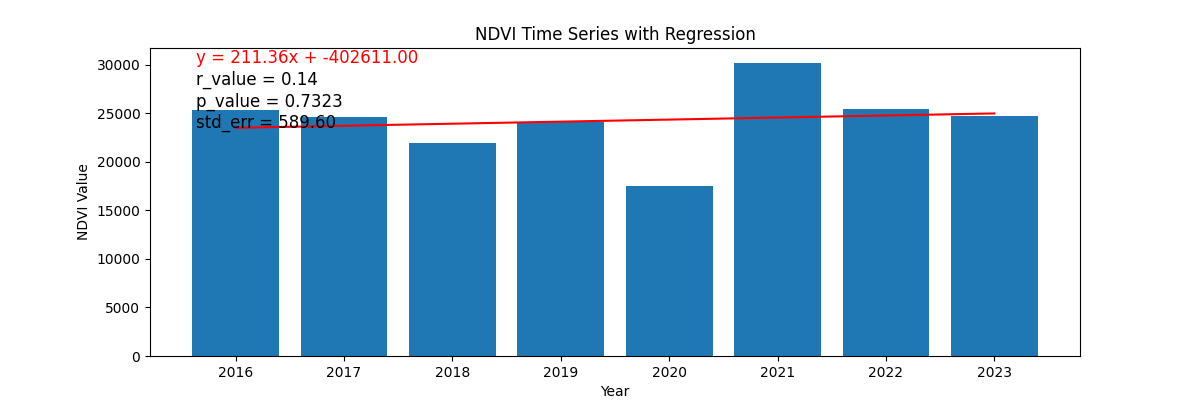 NDVI Time Series with Regression
y = 211.36x + -402611.00
r_value = 0.14
p_value = 0.7323
std_err = 589.60
30000
25000
20000
15000
10000
5000
0
NDVI Value
2016 2017 2018 2019 2020 2021 2022 2023
Year